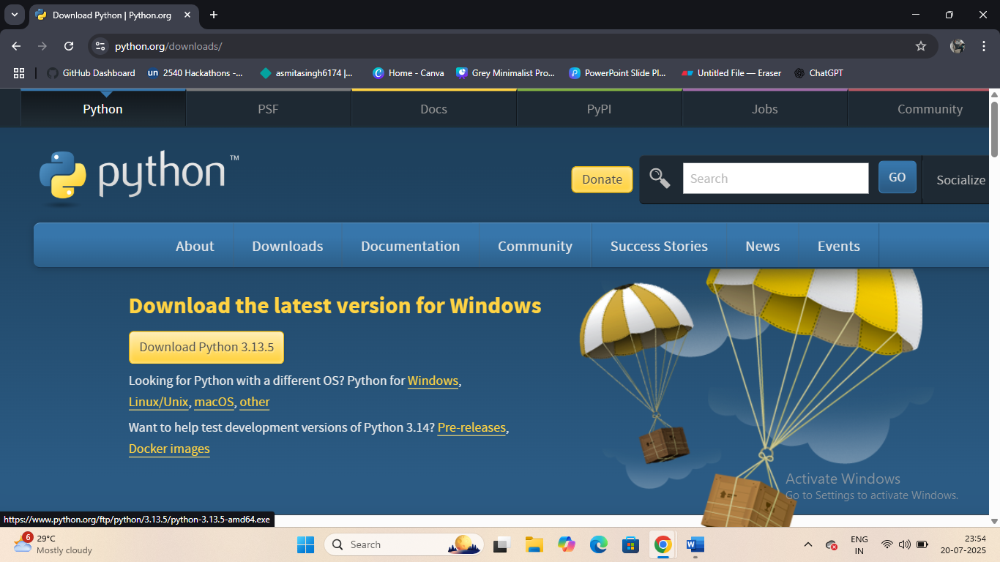 Download Python | Python.org
python.org/downloads/
GitHub Dashboard
un 2540 Hackathons -...
asmitasingh6174 |...
Home - Canva
Grey Minimalist Pro...
PowerPoint Slide Pl...
Untitled File — Eraser
ChatGPT
Python PSF Docs PyPI Jobs Community
python™
Donate
Search
GO
Socialize
About Downloads Documentation Community Success Stories News Events
Download the latest version for Windows
Download Python 3.13.5
Looking for Python with a different OS? Python for Windows,
Linux/Unix, macOS, other
Want to help test development versions of Python 3.14? Pre-releases,
Docker images
Activate Windows
Go to Settings to activate Windows.
https://www.python.org/ftp/python/3.13.5/python-3.13.5-amd64.exe
6
29°C
Mostly cloudy
Search
ENG
IN
23:54
20-07-2025